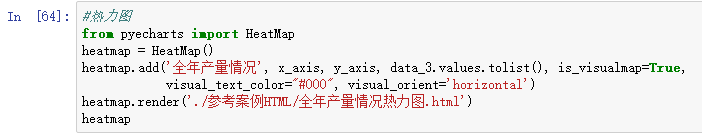 In [64]:
#热力图
from pyecharts import HeatMap
heatmap = HeatMap()
heatmap.add('全年产量情况', x_axis, y_axis, data_3.values.tolist(), is_visualmap=True,
visual_text_color="#000", visual_orient='horizontal')
heatmap.render('./参考案例HTML/全年产量情况热力图.html')
heatmap